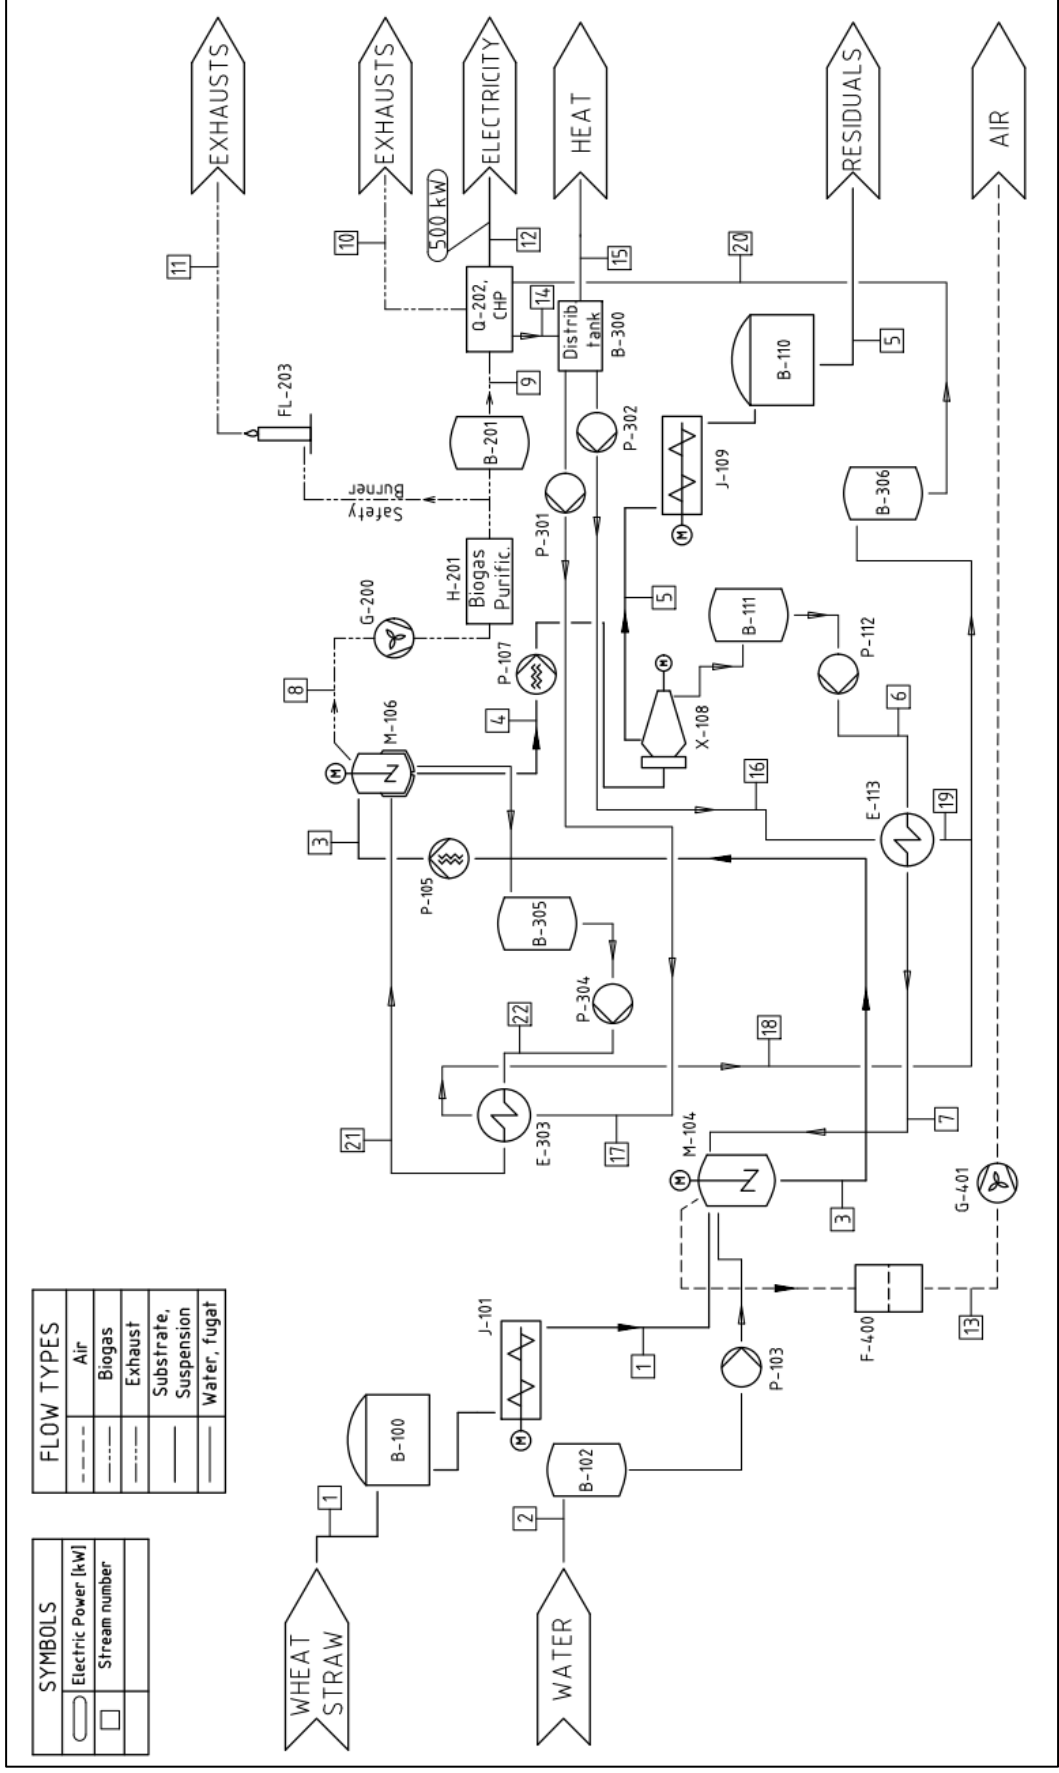 SYMBOLS
Electric Power [kW]
Stream number
FLOW TYPES
Air
Biogas
Exhaust
Substrate,
Suspension
Water, fugat
WHEAT
STRAW
1
B-100
M
J-101
1
WATER
2
B-102
P-103
M
M-104
3
F-400
13
G-401
AIR
7
3
P-105
M
M-106
21
E-303
22
17
18
P-304
B-305
4
P-107
8
G-200
H-201
Biogas
Purific.
Safety
Burner
FL-203
11
EXHAUSTS
B-201
9
Q-202,
CHP
10
EXHAUSTS
500 kW
12
ELECTRICITY
14
Distrib.
tank
B-300
15
HEAT
P-301
P-302
16
X-108
M
5
M
J-109
B-110
5
RESIDUALS
B-111
P-112
6
E-113
19
B-306
20